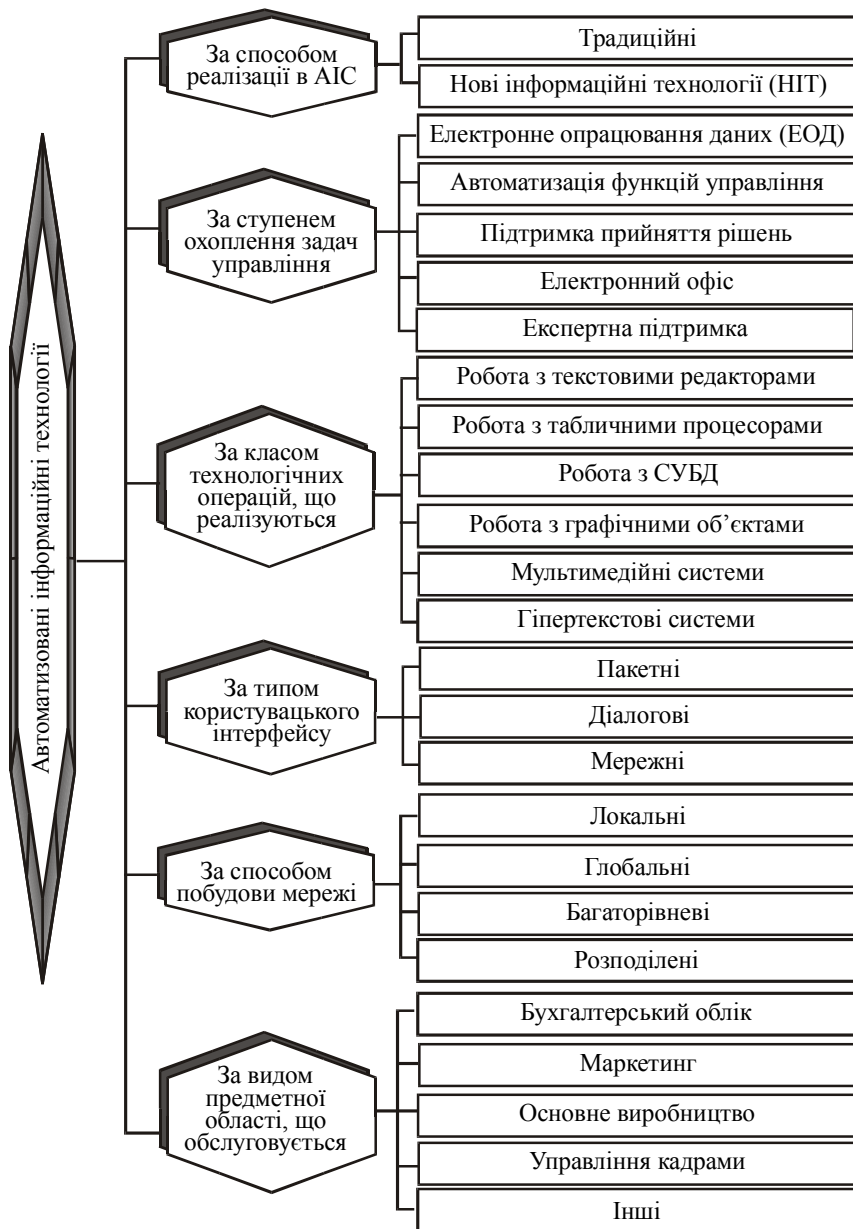 Автоматизовані інформаційні технології
За способом
реалізації в АІС
Традиційні
Нові інформаційні технології (НІТ)
За ступенем
охоплення задач
управління
Електронне опрацювання даних (ЕОД)
Автоматизація функцій управління
Підтримка прийняття рішень
Електронний офіс
Експертна підтримка
За класом
технологічних
операцій, що
реалізуються
Робота з текстовими редакторами
Робота з табличними процесорами
Робота з СУБД
Робота з графічними об’єктами
Мультимедійні системи
Гіпертекстові системи
За типом
користувацького
інтерфейсу
Пакетні
Діалогові
Мережні
За способом
побудови мережі
Локальні
Глобальні
Багаторівневі
Розподілені
За видом
предметної
області, що
обслуговується
Бухгалтерський облік
Маркетинг
Основне виробництво
Управління кадрами
Інші